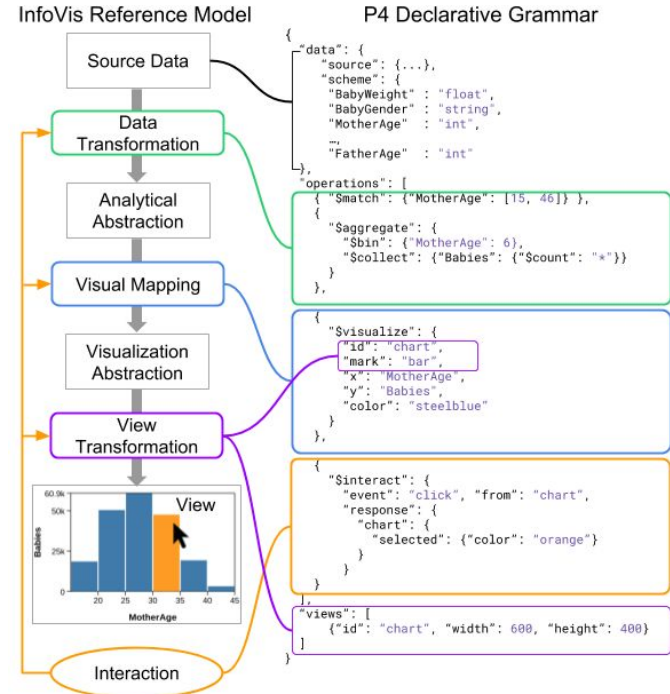 InfoVis Reference Model
Source Data
Data
Transformation
Analytical
Abstraction
Visual Mapping
Visualization
Abstraction
View
Transformation
View
60.9k
50k
25k
0
Babies
20 25 30 35 40 45
MotherAge
Interaction
P4 Declarative Grammar
{
"data": {
"source": {...},
"scheme": {
"BabyWeight" : "float",
"BabyGender" : "string",
"MotherAge" : "int",
…,
"FatherAge" : "int"
},
"operations": [
{ "$match": {"MotherAge": [15, 46]} },
{
"$aggregate": {
"$bin": {"MotherAge": 6},
"$collect": {"Babies": {"$count": "*"}}
}
},
{
"$visualize": {
"id": "chart",
"mark": "bar",
"x": "MotherAge",
"y": "Babies",
"color": "steelblue"
}
},
{
"$interact": {
"event": "click", "from": "chart",
"response": {
"chart": {
"selected": {"color": "orange"}
}
}
}
],
"views": [
{"id": "chart", "width": 600, "height": 400}
]
}